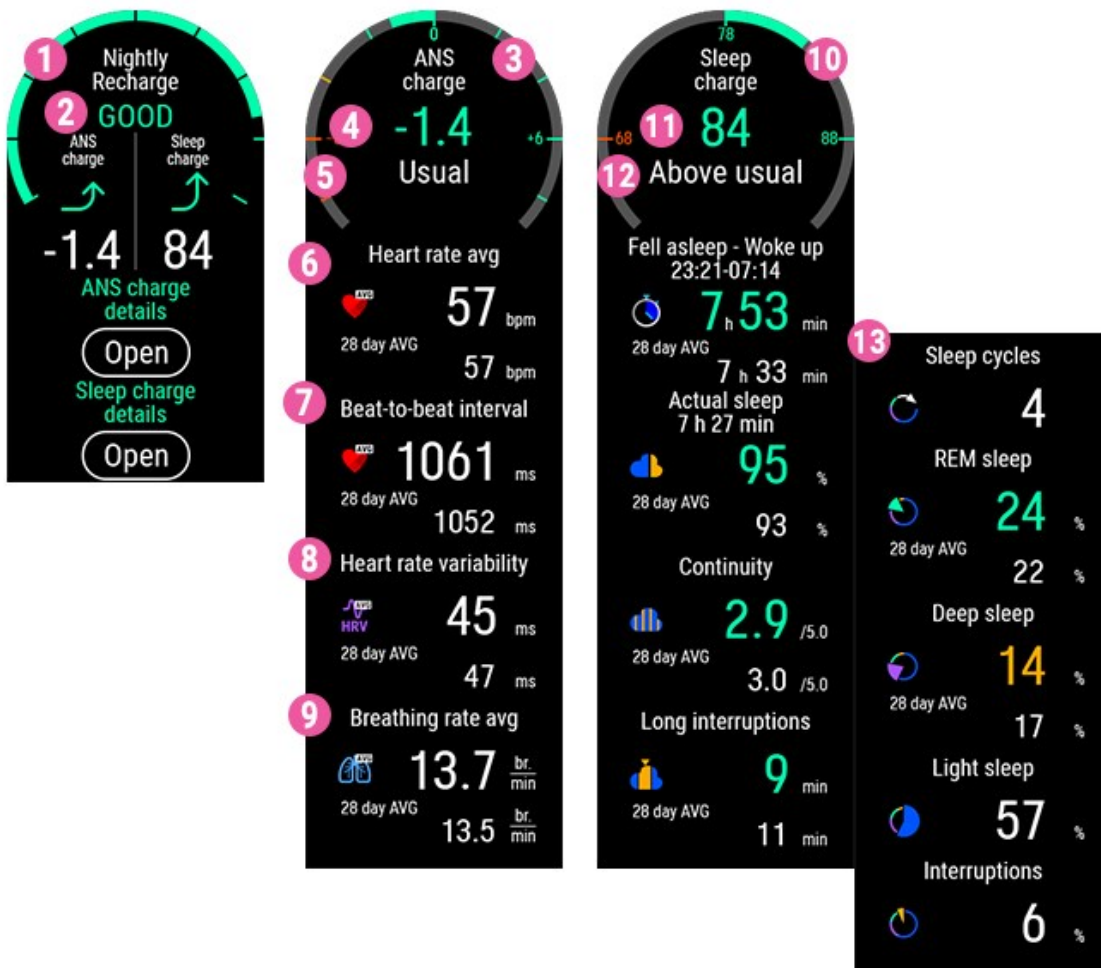 1
Nightly
Recharge
2
GOOD
ANS
charge
Sleep
charge
-1.4
84
ANS charge
details
Open
Sleep charge
details
Open
0
3
ANS
charge
4
-1.4
+6
5
Usual
6
Heart rate avg
AVG
57 bpm
28 day AVG
57 bpm
7
Beat-to-beat interval
AVG
1061 ms
28 day AVG
1052 ms
8
Heart rate variability
AVG
HRV
45 ms
28 day AVG
47 ms
9
Breathing rate avg
AVG
13.7 br.
min
28 day AVG
13.5 br.
min
78
10
Sleep
charge
68
11
84
88
12
Above usual
Fell asleep - Woke up
23:21-07:14
7 h 53 min
28 day AVG
7 h 33 min
Actual sleep
7 h 27 min
95 %
28 day AVG
93 %
Continuity
2.9 /5.0
28 day AVG
3.0 /5.0
Long interruptions
9 min
28 day AVG
11 min
13
Sleep cycles
4
REM sleep
24 %
28 day AVG
22 %
Deep sleep
14 %
28 day AVG
17 %
Light sleep
57 %
Interruptions
6 %